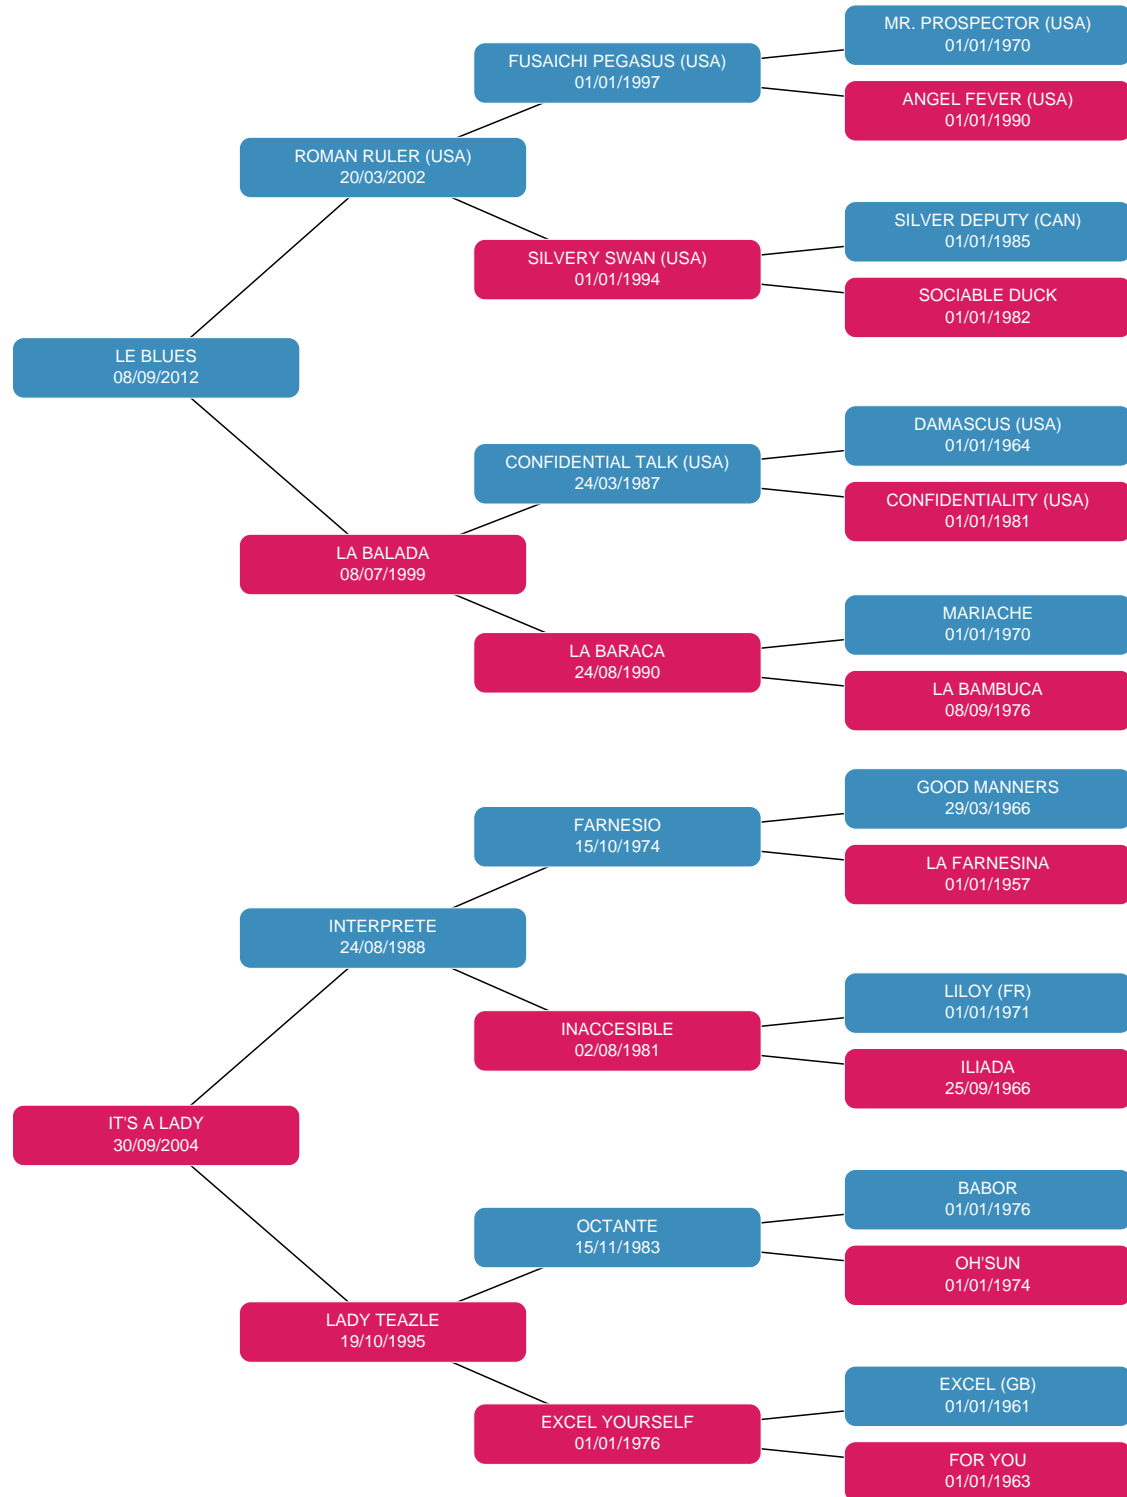 MR. PROSPECTOR (USA)
01/01/1970
FUSAICHI PEGASUS (USA)
01/01/1997
ANGEL FEVER (USA)
01/01/1990
ROMAN RULER (USA)
20/03/2002
SILVER DEPUTY (CAN)
01/01/1985
SILVERY SWAN (USA)
01/01/1994
SOCIABLE DUCK
01/01/1982
LE BLUES
08/09/2012
DAMASCUS (USA)
01/01/1964
CONFIDENTIAL TALK (USA)
24/03/1987
CONFIDENTIALITY (USA)
01/01/1981
LA BALADA
08/07/1999
MARIACHE
01/01/1970
LA BARACA
24/08/1990
LA BAMBUCA
08/09/1976
GOOD MANNERS
29/03/1966
FARNESIO
15/10/1974
LA FARNESINA
01/01/1957
INTERPRETE
24/08/1988
LILOY (FR)
01/01/1971
INACCESIBLE
02/08/1981
ILIADA
25/09/1966
IT'S A LADY
30/09/2004
BABOR
01/01/1976
OCTANTE
15/11/1983
OH'SUN
01/01/1974
LADY TEAZLE
19/10/1995
EXCEL (GB)
01/01/1961
EXCEL YOURSELF
01/01/1976
FOR YOU
01/01/1963